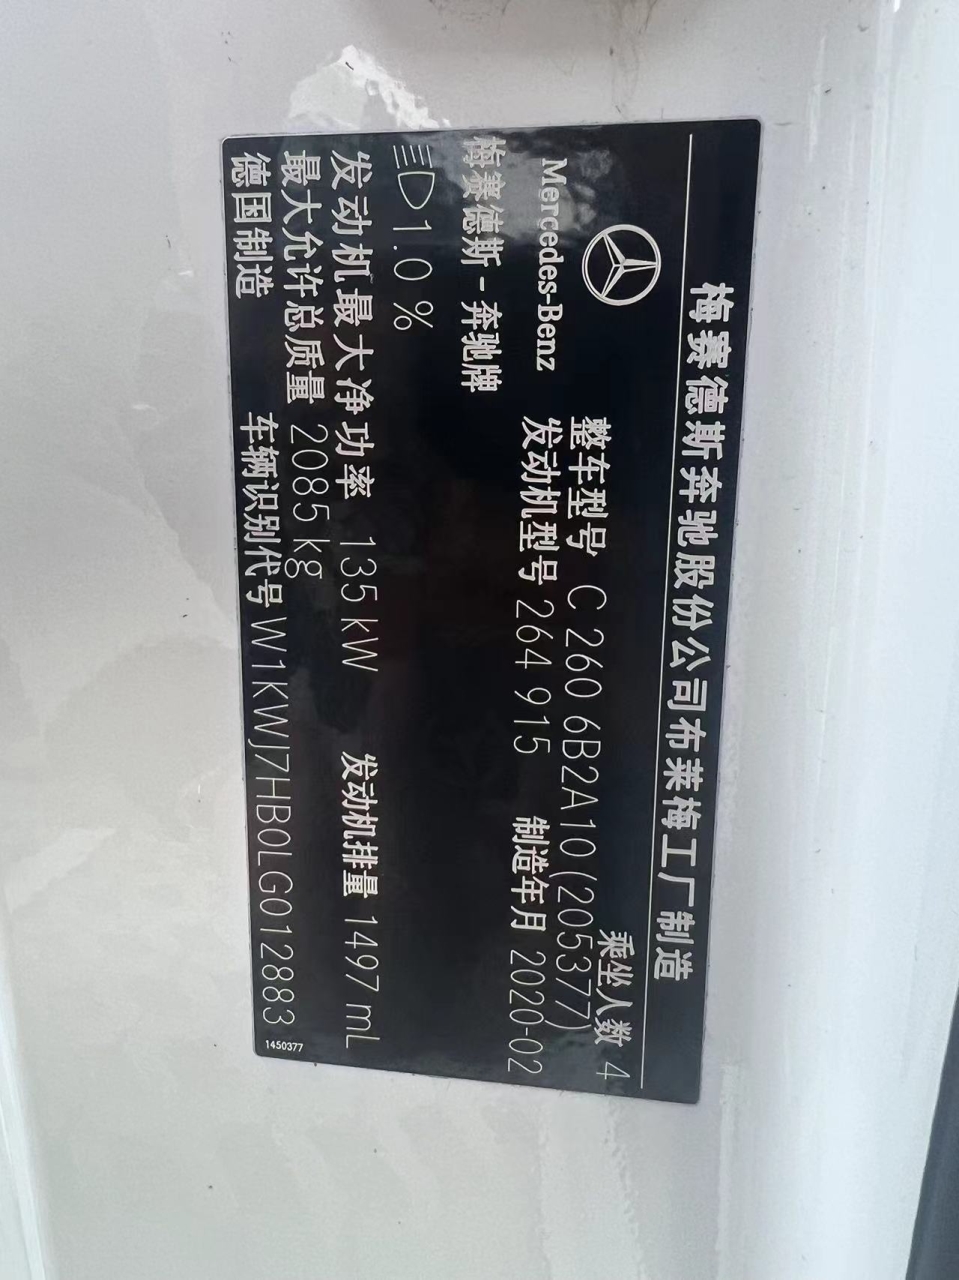 梅赛德斯奔驰股份公司布莱梅工厂制造
乘坐人数 4
Mercedes-Benz
整车型号 C 260 6B2A10 (205377)
发动机型号 264 915 制造年月 2020-02
梅赛德斯-奔驰牌
1.0 %
发动机最大净功率 135 kW 发动机排量 1497 mL
最大允许总质量 2085 kg
德国制造 车辆识别代号 W1KWJ7HB0LG012883
1450377